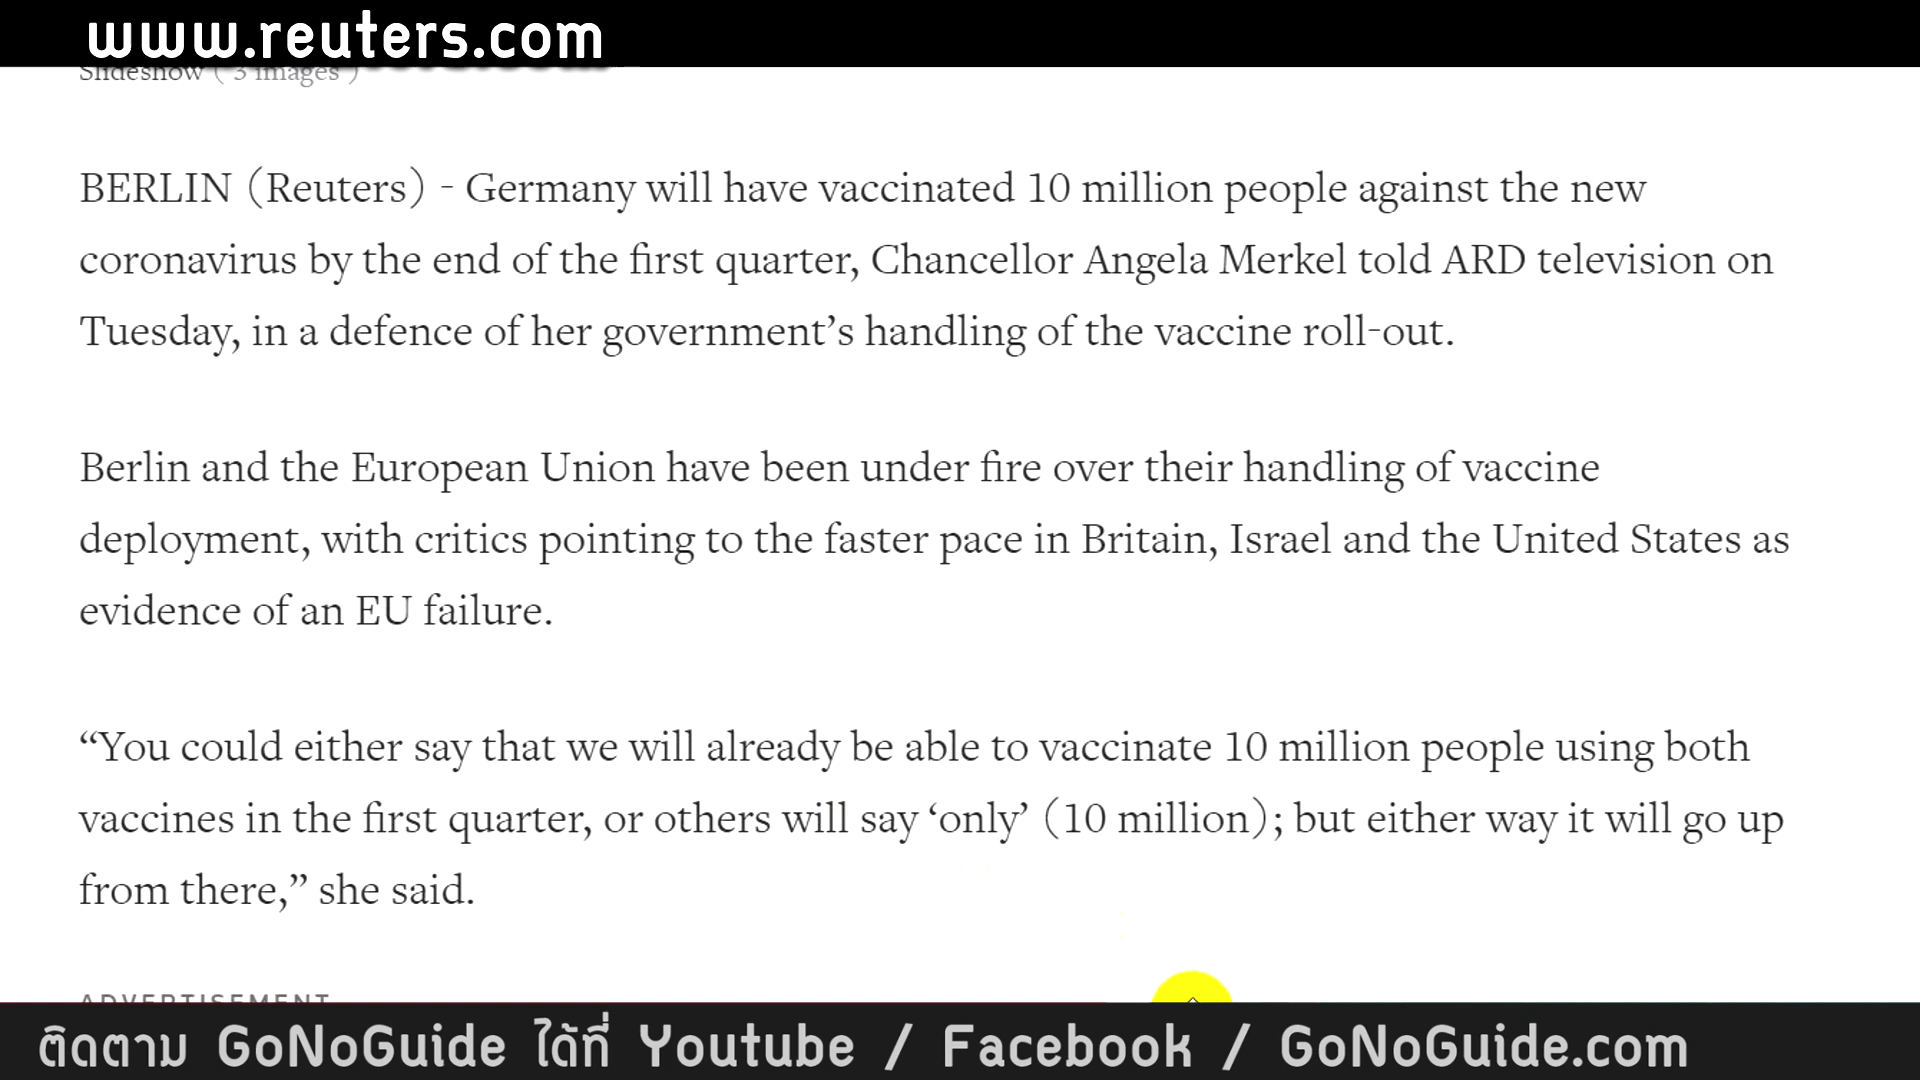 www.reuters.com
Slideshow ( 3 images )
BERLIN (Reuters) - Germany will have vaccinated 10 million people against the new
coronavirus by the end of the first quarter, Chancellor Angela Merkel told ARD television on
Tuesday, in a defence of her government’s handling of the vaccine roll-out.
Berlin and the European Union have been under fire over their handling of vaccine
deployment, with critics pointing to the faster pace in Britain, Israel and the United States as
evidence of an EU failure.
“You could either say that we will already be able to vaccinate 10 million people using both
vaccines in the first quarter, or others will say ‘only’ (10 million); but either way it will go up
from there,” she said.
ADVERTISEMENT
ติดตาม GoNoGuide ได้ที่ Youtube / Facebook / GoNoGuide.com